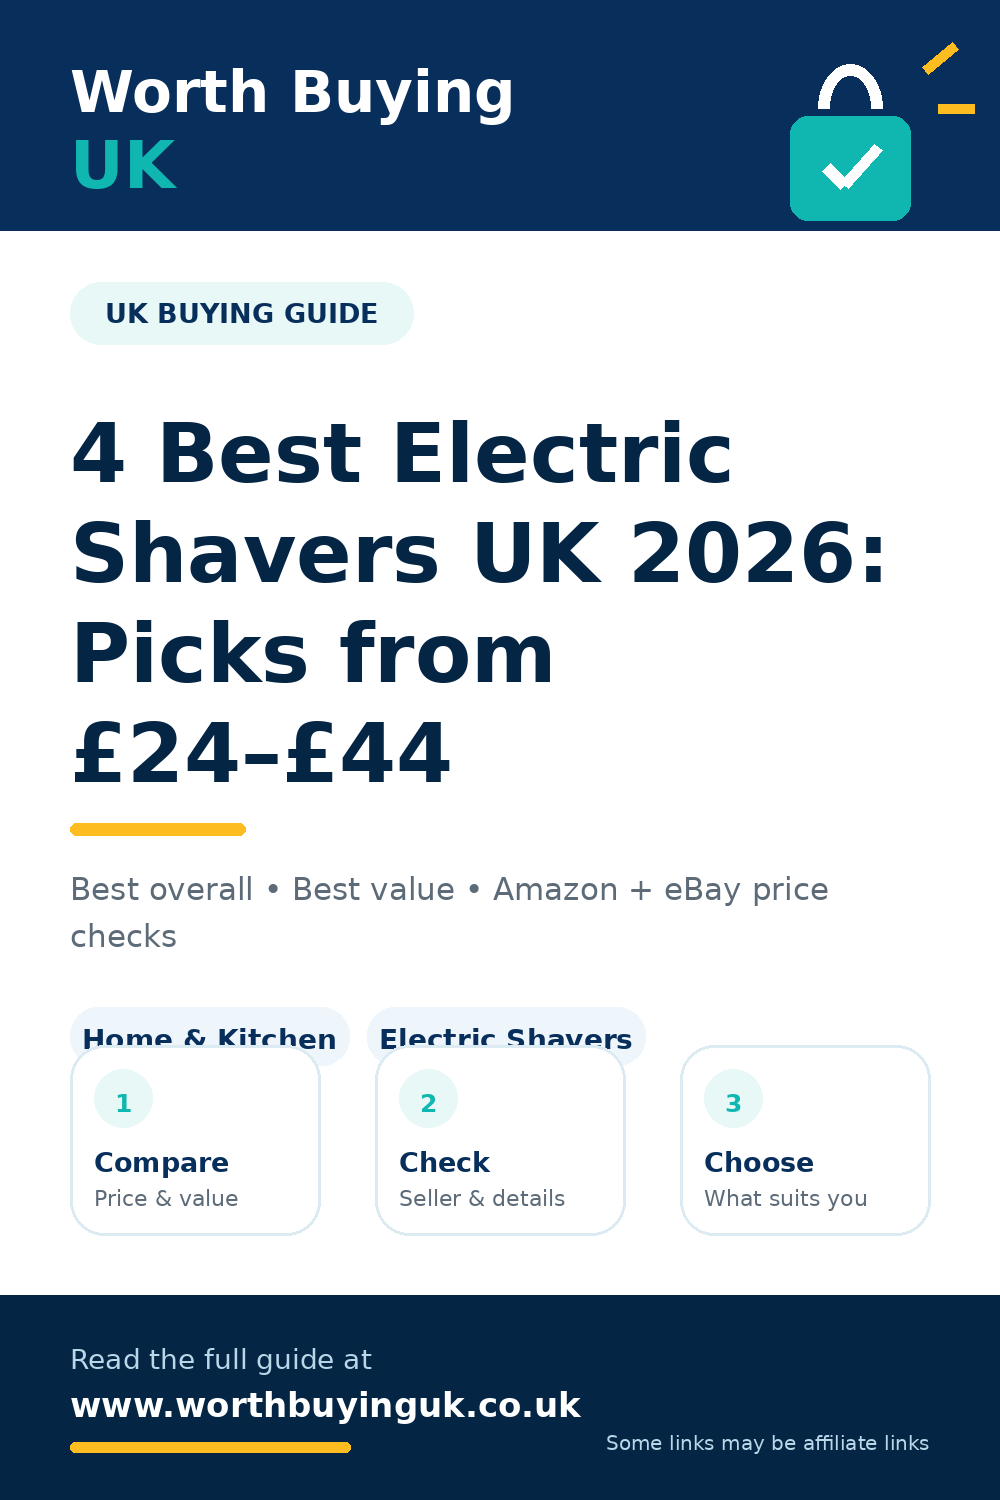 Worth Buying
UK
UK BUYING GUIDE
4 Best Electric
Shavers UK 2026:
Picks from
£24–£44
Best overall • Best value • Amazon + eBay price
checks
Home & Kitchen
Electric Shavers
1
Compare
Price & value
2
Check
Seller & details
3
Choose
What suits you
Read the full guide at
www.worthbuyinguk.co.uk
Some links may be affiliate links